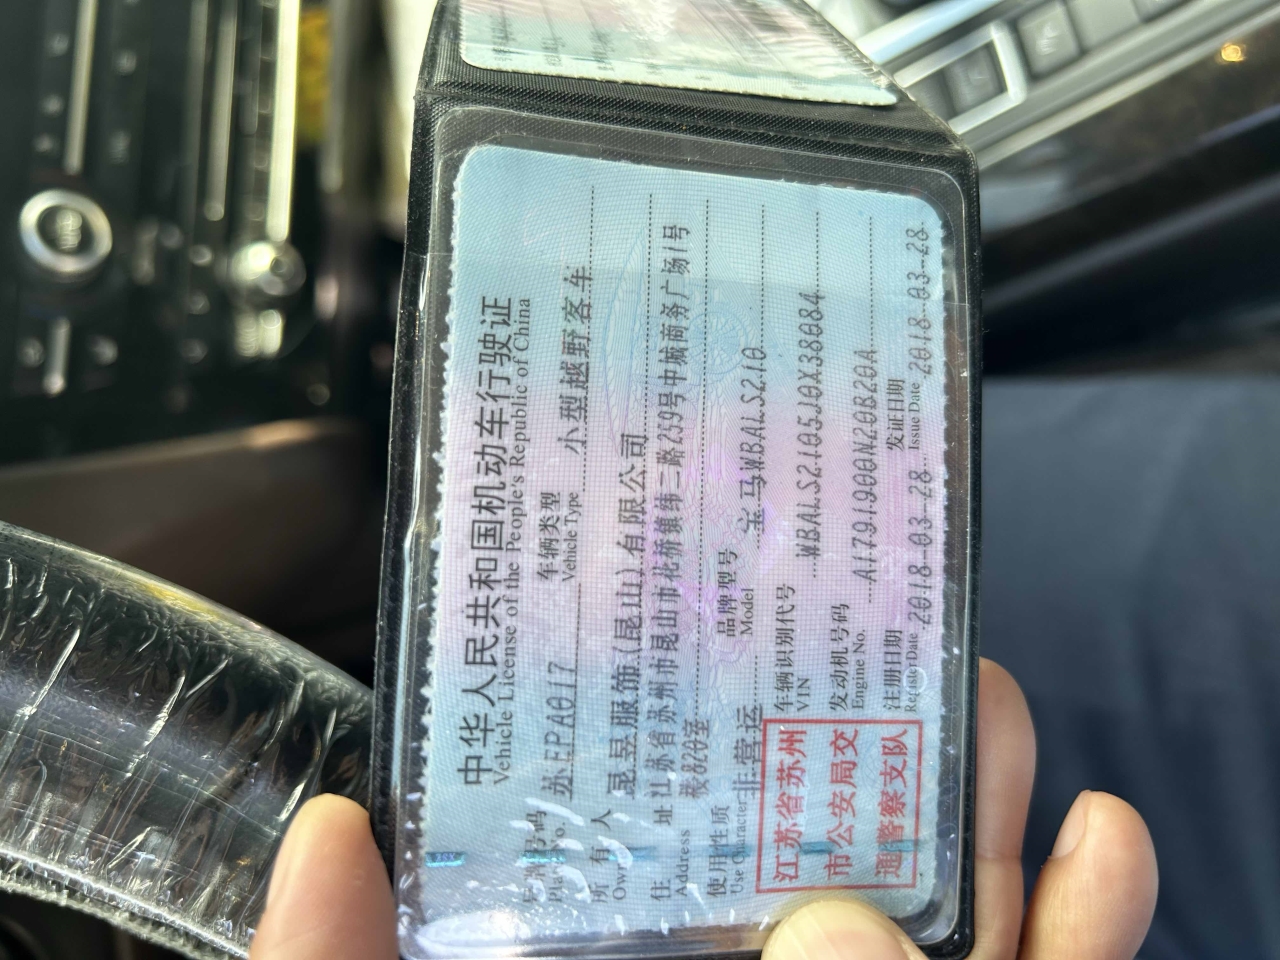 中华人民共和国机动车行驶证
Vehicle License of the People's Republic of China
号牌号码 苏EPA017 车辆类型 小型越野客车
Plate No. Vehicle Type
所有人 昆昱服饰(昆山)有限公司
Owner
住址 江苏省苏州市昆山市花桥镇纬二路259号中城商务广场1号
Address 楼820室
使用性质 非营运 品牌型号 宝马WBALS210
Use Character Model
江苏省苏州
市公安局交
通警察支队
车辆识别代号 WBALS2105J0X38084
VIN
发动机号码 A1791900N20B20A
Engine No.
注册日期 2018-03-28 发证日期 2018-03-28
Register Date Issue Date